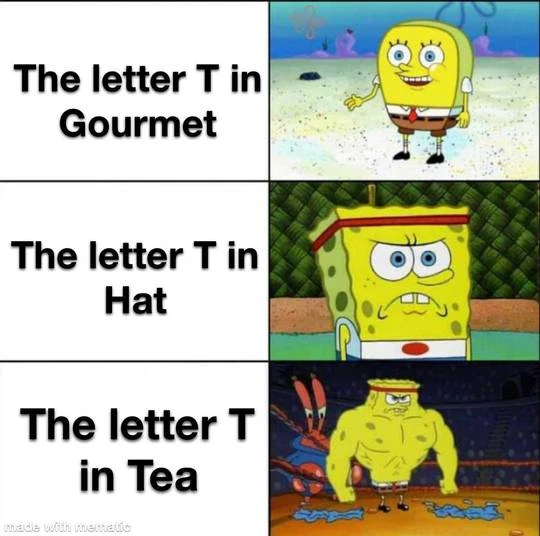 The letter T in
Gourmet
The letter T in
Hat
The letter T
in Tea
made with mematic